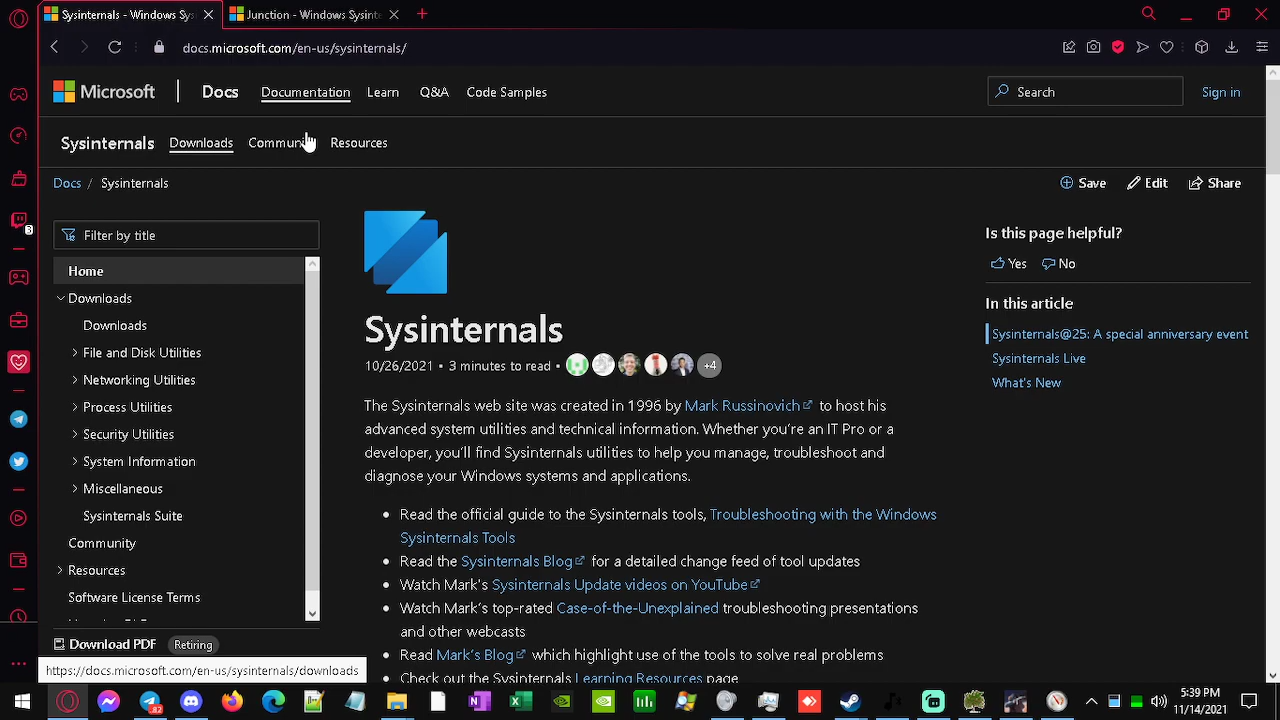 Sysinternals - Windows Sys
Junction - Windows Sysint
docs.microsoft.com/en-us/sysinternals/
Microsoft
Docs
Documentation
Learn
Q&A
Code Samples
Search
Sign in
Sysinternals
Downloads
Resources
Docs / Sysinternals
Save
Edit
Share
Filter by title
Home
Downloads
Downloads
File and Disk Utilities
Networking Utilities
Process Utilities
Security Utilities
System Information
Miscellaneous
Sysinternals Suite
Community
Resources
Software License Terms
Download PDF
Retiring
https://docs.microsoft.com/en-us/sysinternals/downloads
Sysinternals
10/26/2021 • 3 minutes to read •
+4
The Sysinternals web site was created in 1996 by Mark Russinovich to host his
advanced system utilities and technical information. Whether you're an IT Pro or a
developer, you'll find Sysinternals utilities to help you manage, troubleshoot and
diagnose your Windows systems and applications.
• Read the official guide to the Sysinternals tools, Troubleshooting with the Windows
Sysinternals Tools
• Read the Sysinternals Blog for a detailed change feed of tool updates
• Watch Mark's Sysinternals Update videos on YouTube
• Watch Mark's top-rated Case-of-the-Unexplained troubleshooting presentations
and other webcasts
• Read Mark's Blog which highlight use of the tools to solve real problems
• Check out the Sysinternals Learning Resources page
Is this page helpful?
Yes
No
In this article
Sysinternals@25: A special anniversary event
Sysinternals Live
What's New
3
82
5:39 PM
11/14/2021